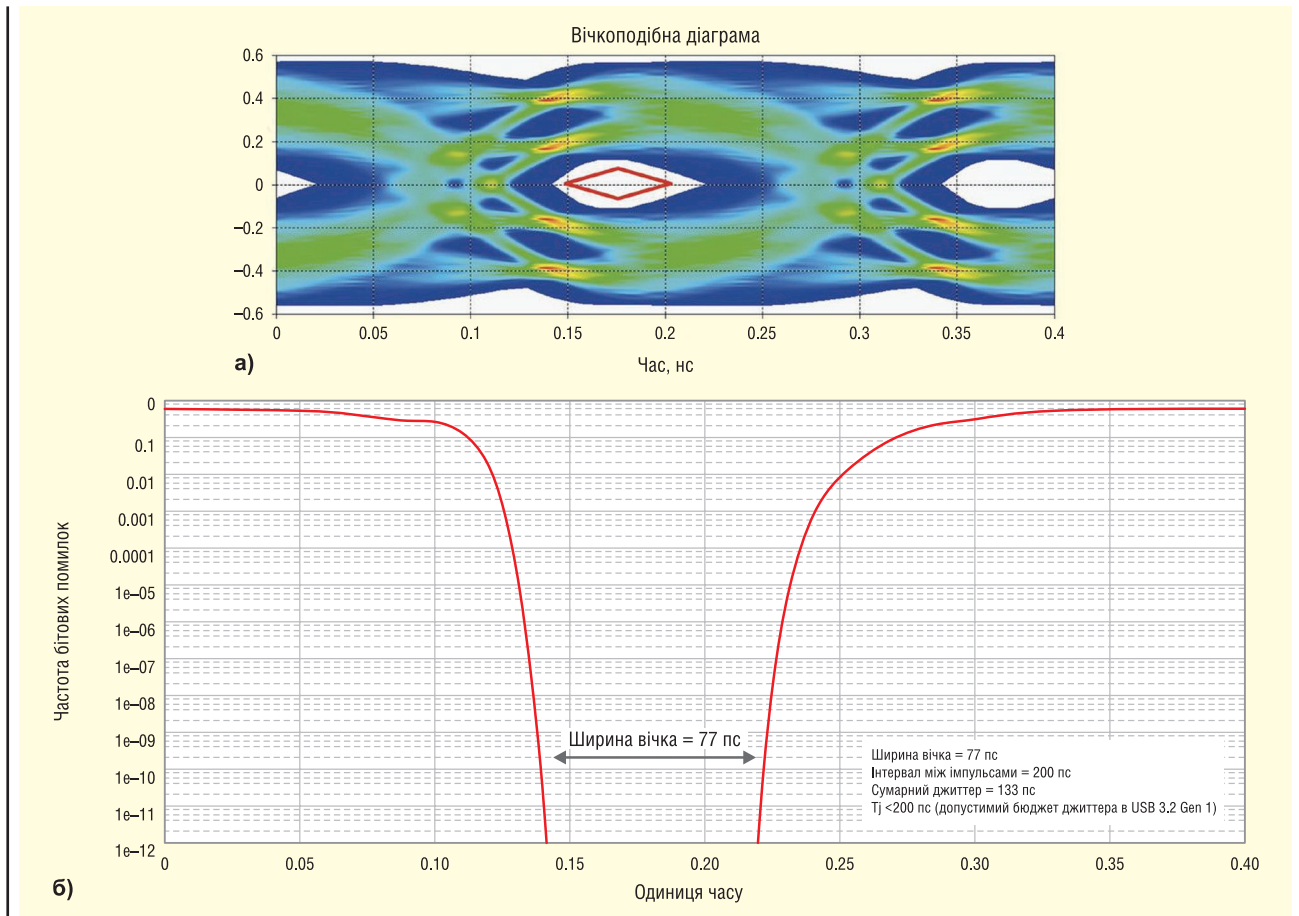 Вічкоподібна діаграма
0.6
0.4
0.2
0
–0.2
–0.4
–0.6
0 0.05 0.1 0.15 0.2 0.25 0.3 0.35 0.4
Час, нс
а)
Частота бітових помилок
0
0.1
0.01
0.001
0.0001
1e–05
1e–06
1e–07
1e–08
1e–09
1e–10
1e–11
1e–12
Ширина вічка = 77 пс
Ширина вічка = 77 пс
Інтервал між імпульсами = 200 пс
Сумарний джиттер = 133 пс
Tj <200 пс (допустимий бюджет джиттера в USB 3.2 Gen 1)
0 0.05 0.10 0.15 0.20 0.25 0.30 0.35 0.40
Одиниця часу
б)